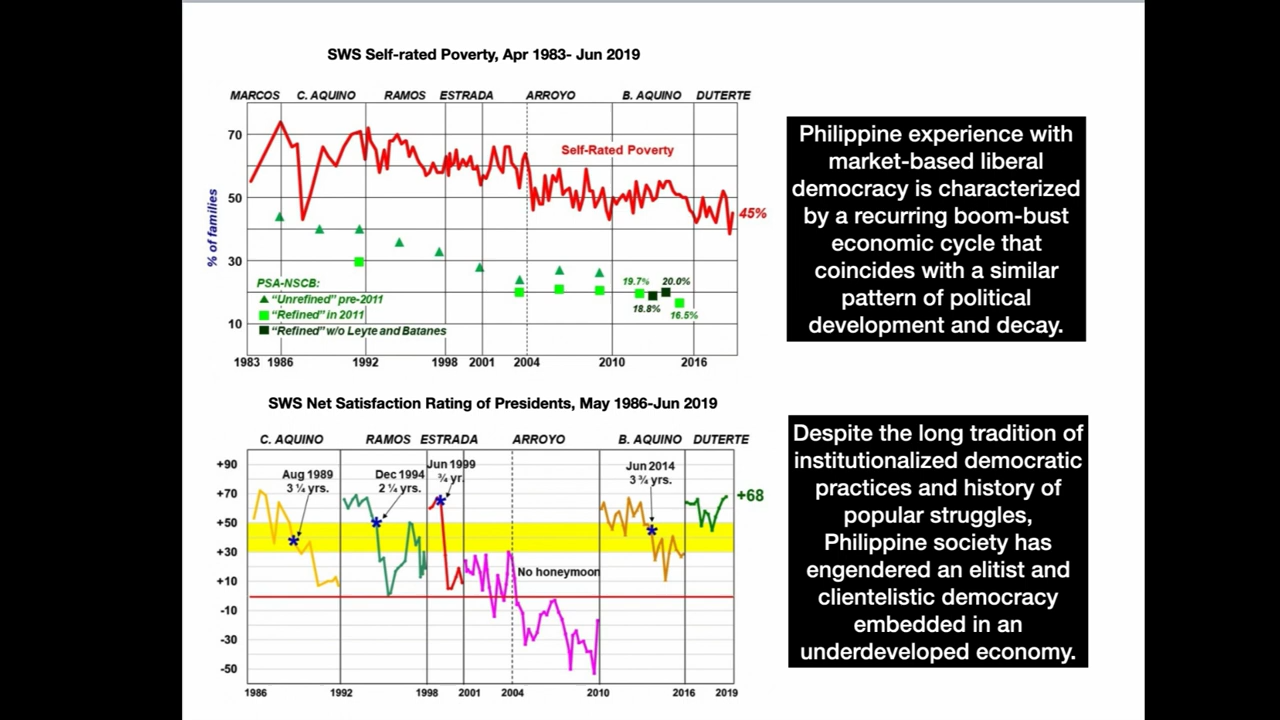 SWS Self-rated Poverty, Apr 1983- Jun 2019
MARCOS C. AQUINO RAMOS ESTRADA ARROYO B. AQUINO DUTERTE
70
50
30
10
% of families
Self-Rated Poverty
45%
19.7% 20.0%
18.8% 16.5%
PSA-NSCB:
"Unrefined" pre-2011
"Refined" in 2011
"Refined" w/o Leyte and Batanes
1983 1986 1992 1998 2001 2004 2010 2016
Philippine experience with
market-based liberal
democracy is characterized
by a recurring boom-bust
economic cycle that
coincides with a similar
pattern of political
development and decay.
SWS Net Satisfaction Rating of Presidents, May 1986-Jun 2019
C. AQUINO RAMOS ESTRADA ARROYO B. AQUINO DUTERTE
+90
+70
+50
+30
+10
-10
-30
-50
Aug 1989
3 ¼ yrs.
Dec 1994
2 ¼ yrs.
Jun 1999
¾ yr.
No honeymoon
Jun 2014
3 ¾ yrs.
+68
1986 1992 1998 2001 2004 2010 2016 2019
Despite the long tradition of
institutionalized democratic
practices and history of
popular struggles,
Philippine society has
engendered an elitist and
clientelistic democracy
embedded in an
underdeveloped economy.